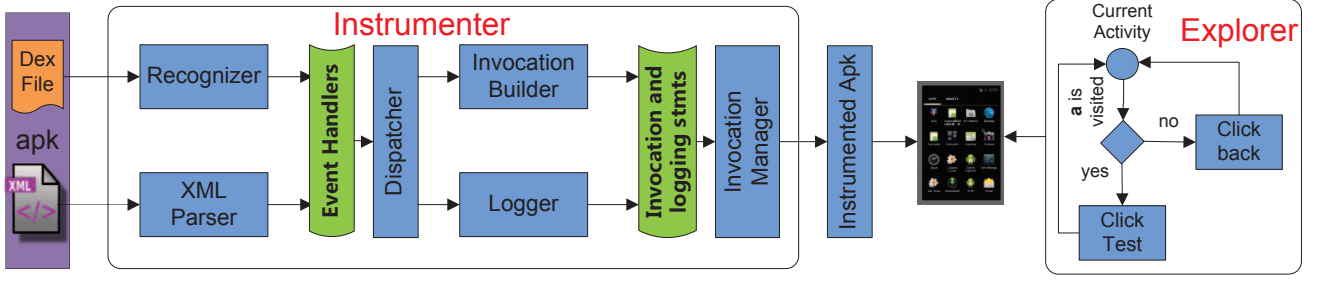 Instrumenter
Explorer
Dex
File
apk
XML
</>
Recognizer
XML
Parser
Event Handlers
Dispatcher
Invocation
Builder
Logger
Invocation and
logging stmts
Invocation
Manager
Instrumented Apk
Current
Activity
a is
visited
no
yes
Click
back
Click
Test